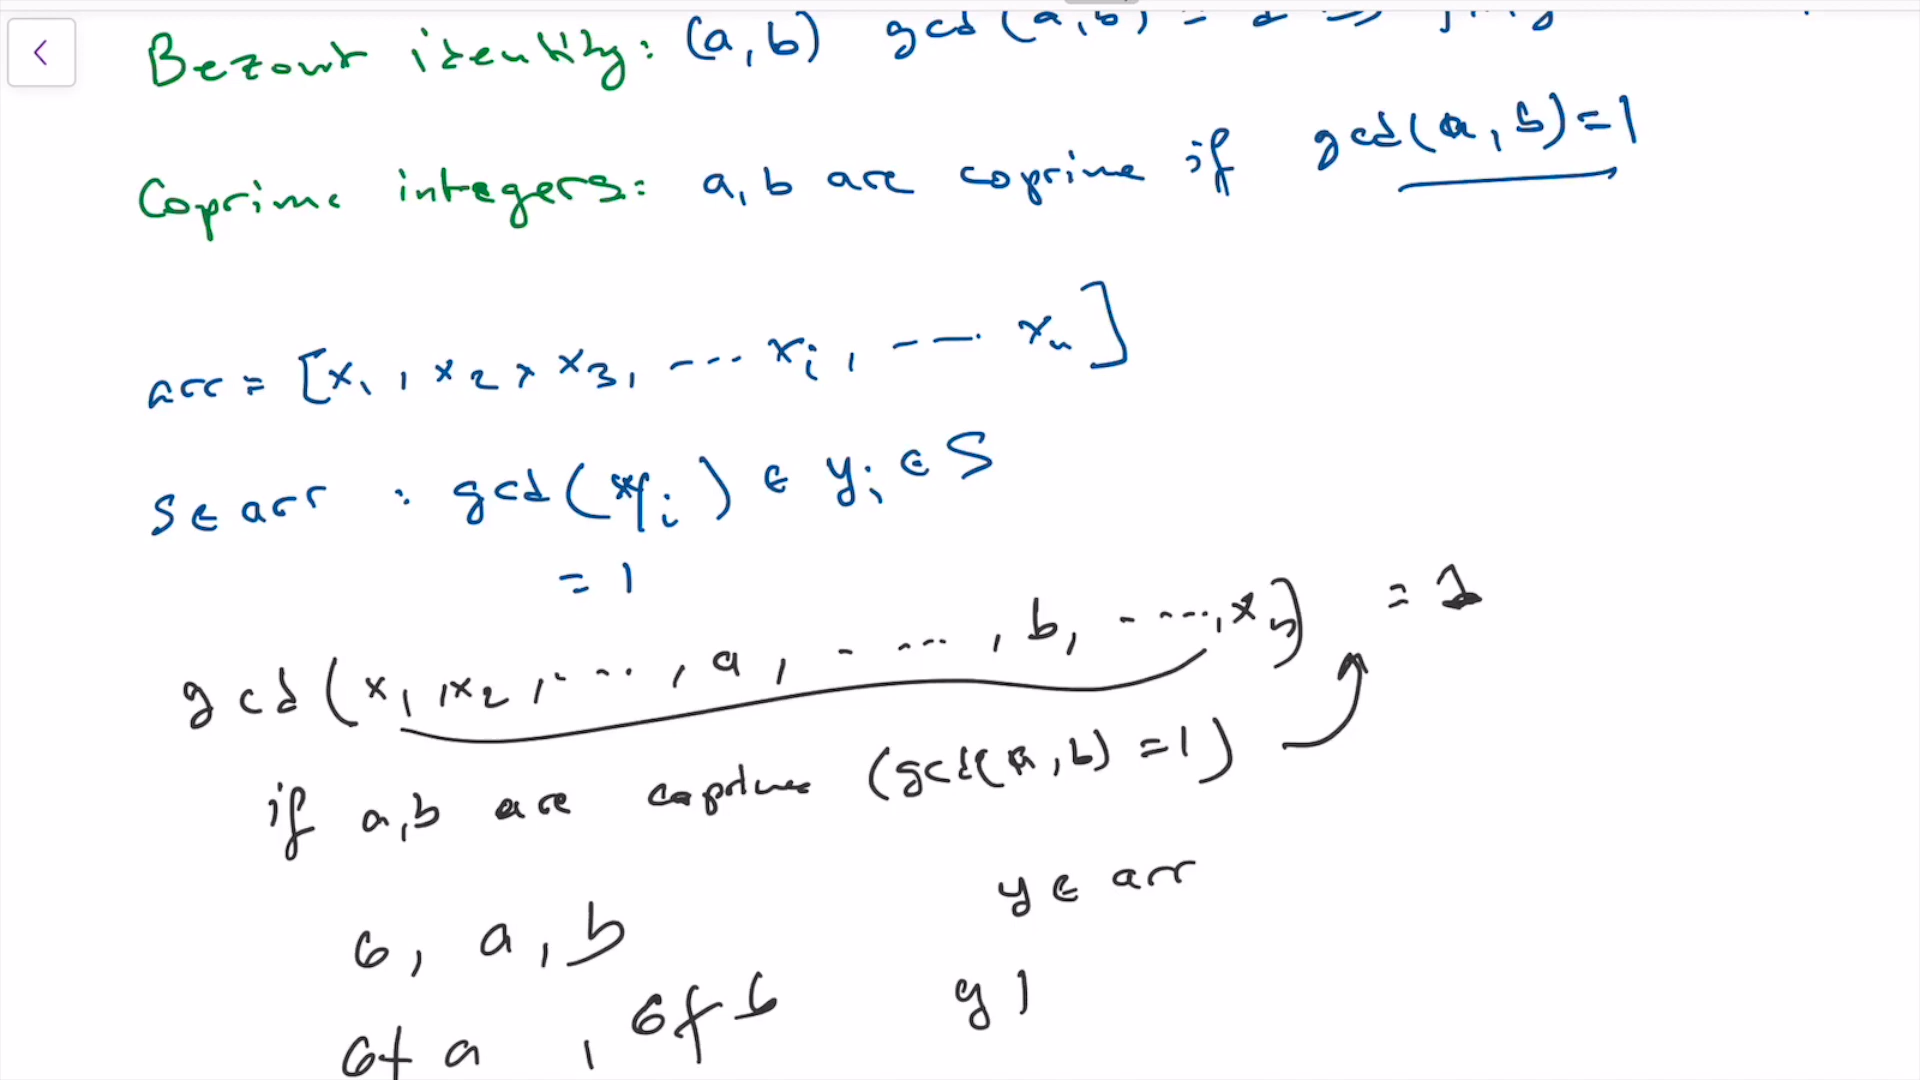 Bezout identity: (a,b) gcd(a,b) =
Coprime integers: a,b are coprime if gcd(a,b)=1
arr = [x₁, x₂, x₃, --- xᵢ, --- xₙ]
S∈arr : gcd(yᵢ) ∈ yᵢ ∈ S
= 1
gcd(x₁,x₂,..., a, - ..., b, - ...,xₙ) = 1
if a,b are coprime (gcd(a,b)=1)
y ∈ arr
6, a, b
y1
6∤a , 6∤b